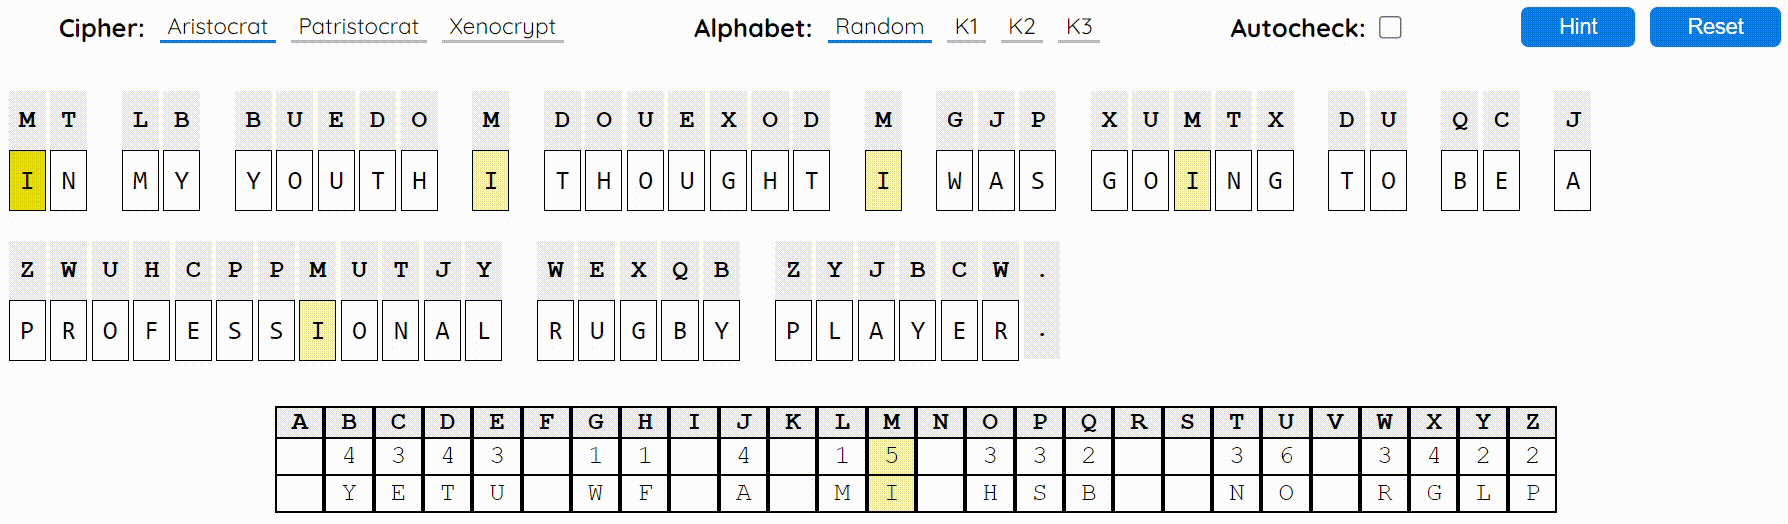 Cipher: Aristocrat Patristocrat Xenocrypt Alphabet: Random K1 K2 K3 Autocheck: Hint Reset
M T L B B U E D O M D O U E X O D M G J P X U M T X D U Q C J
I N M Y Y O U T H I T H O U G H T I W A S G O I N G T O B E A
Z W U H C P P M U T J Y W E X Q B Z Y J B C W .
P R O F E S S I O N A L R U G B Y P L A Y E R .
A B C D E F G H I J K L M N O P Q R S T U V W X Y Z
4 3 4 3 1 1 4 1 5 3 3 2 3 6 3 4 2 2
Y E T U W F A M I H S B N O R G L P